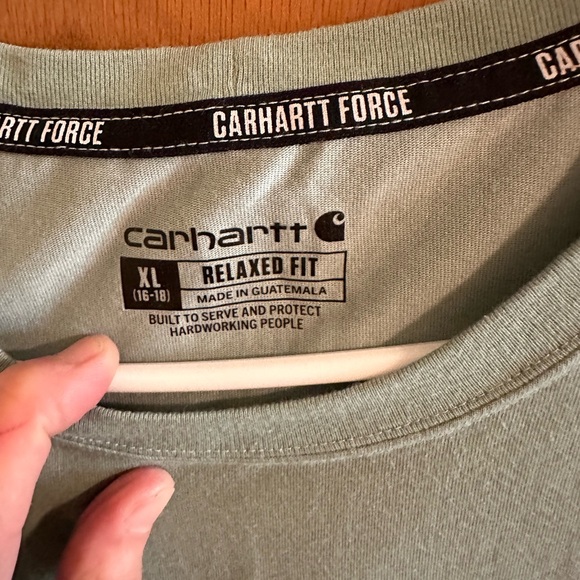 RTT FORCE
CARHARTT FORCE
CAR
carhartt
XL
(16-18)
RELAXED FIT
MADE IN GUATEMALA
BUILT TO SERVE AND PROTECT
HARDWORKING PEOPLE